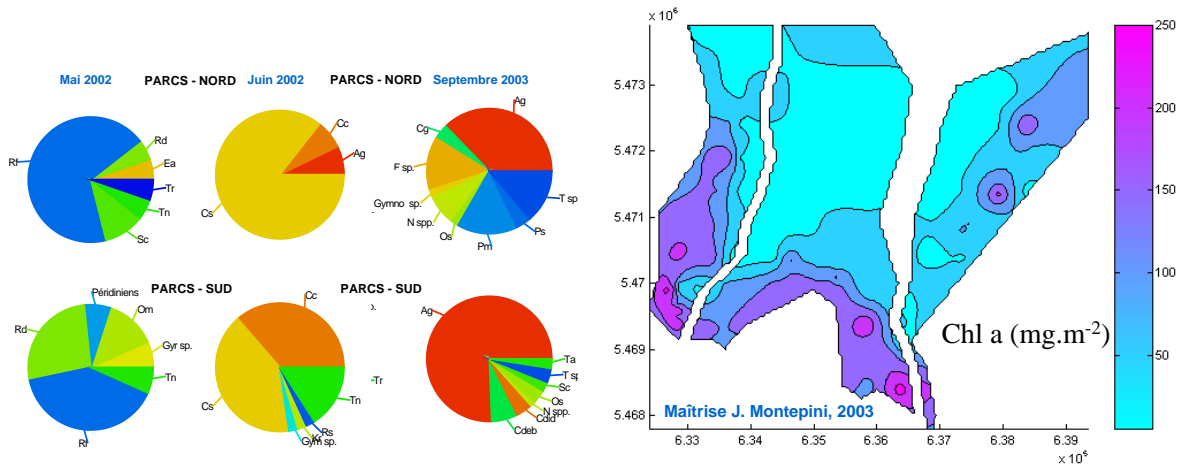 Mai 2002
PARCS - NORD
Juin 2002
PARCS - NORD
Septembre 2003
Rf
Rd
Ea
Tr
Tn
Sc
Cs
Cc
Ag
Ag
Cg
F sp.
Gymno sp.
N spp.
Os
Pm
Ps
T sp
PARCS - SUD
PARCS - SUD
Péridiniens
Om
Rd
Gyr sp.
Tn
Rf
Cc
Cs
Tn
Rs
Gym sp.
Tr
Ag
Ta
T sp
Sc
Os
N spp.
Cdid
Cdeb
x 10⁶
5.473
5.472
5.471
5.47
5.469
5.468
6.33
6.34
6.35
6.36
6.37
6.38
6.39
x 10⁵
Maîtrise J. Montepini, 2003
Chl a (mg.m⁻²)
250
200
150
100
50